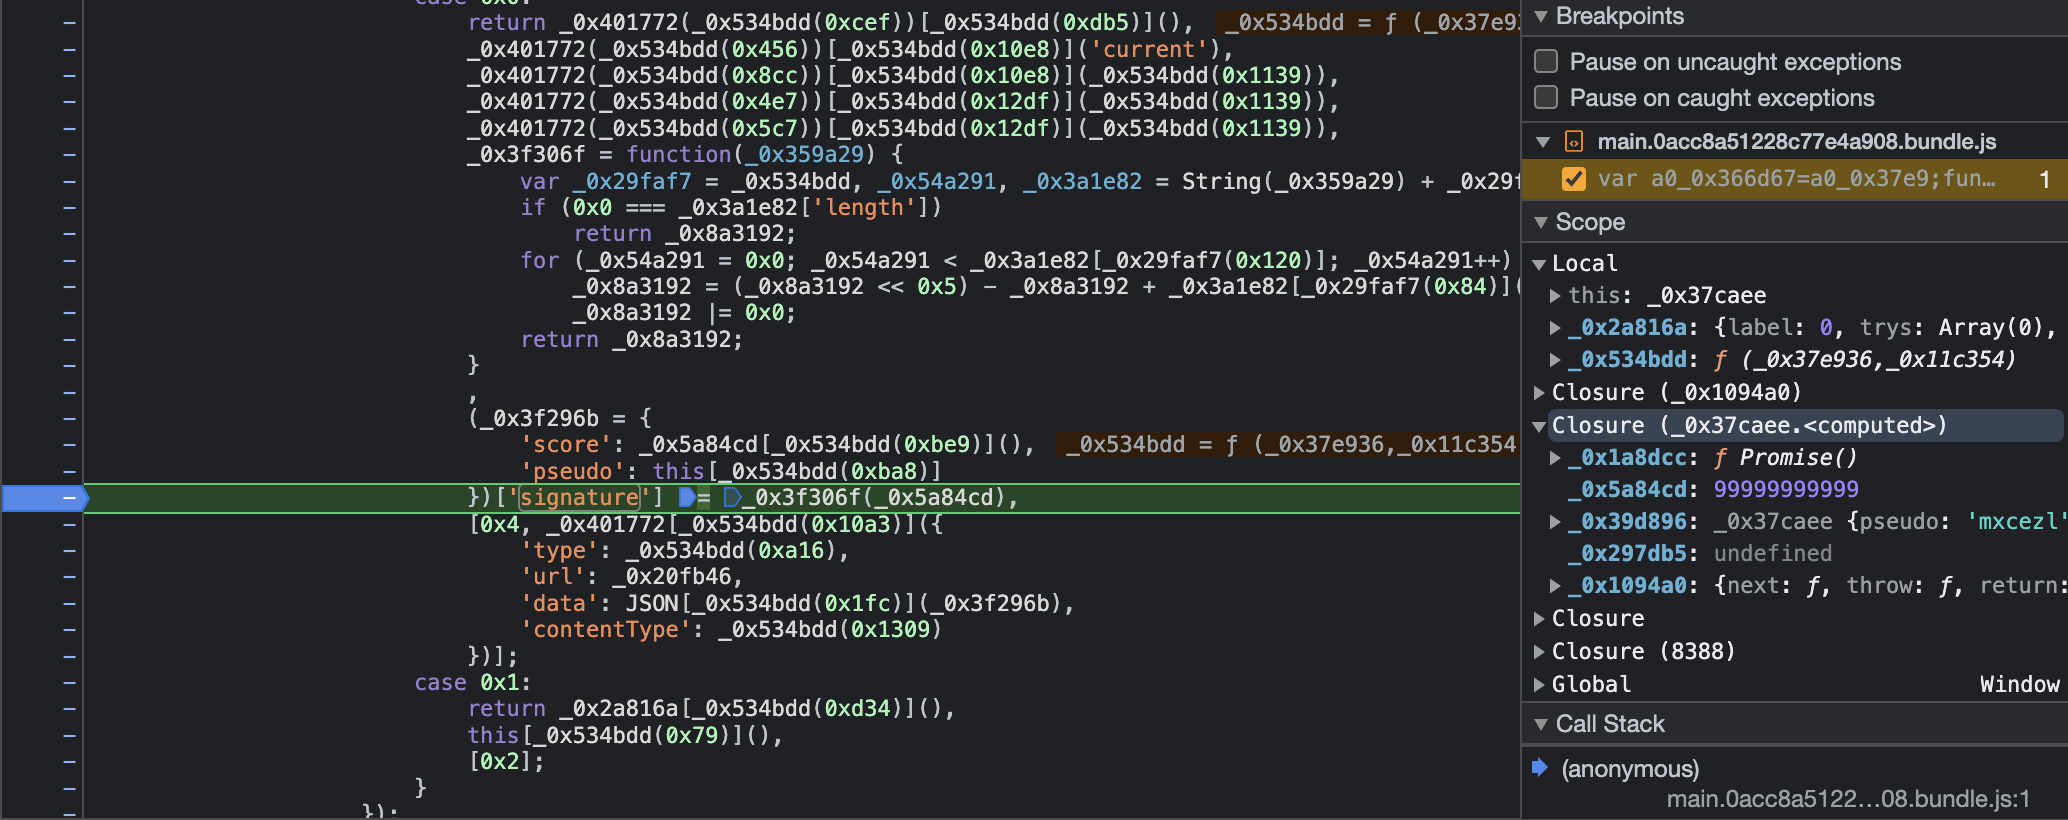 case 0x0:
return _0x401772(_0x534bdd(0xcef))[_0x534bdd(0xdb5)](), _0x534bdd = ƒ (_0x37e93
_0x401772(_0x534bdd(0x456))[_0x534bdd(0x10e8)]('current'),
_0x401772(_0x534bdd(0x8cc))[_0x534bdd(0x10e8)](_0x534bdd(0x1139)),
_0x401772(_0x534bdd(0x4e7))[_0x534bdd(0x12df)](_0x534bdd(0x1139)),
_0x401772(_0x534bdd(0x5c7))[_0x534bdd(0x12df)](_0x534bdd(0x1139)),
_0x3f306f = function(_0x359a29) {
var _0x29faf7 = _0x534bdd, _0x54a291, _0x3a1e82 = String(_0x359a29) + _0x29f
if (0x0 === _0x3a1e82['length'])
return _0x8a3192;
for (_0x54a291 = 0x0; _0x54a291 < _0x3a1e82[_0x29faf7(0x120)]; _0x54a291++)
_0x8a3192 = (_0x8a3192 << 0x5) - _0x8a3192 + _0x3a1e82[_0x29faf7(0x84)](
_0x8a3192 |= 0x0;
return _0x8a3192;
}
,
(_0x3f296b = {
'score': _0x5a84cd[_0x534bdd(0xbe9)](), _0x534bdd = ƒ (_0x37e936,_0x11c354
'pseudo': this[_0x534bdd(0xba8)]
})['signature'] = _0x3f306f(_0x5a84cd),
[0x4, _0x401772[_0x534bdd(0x10a3)]({
'type': _0x534bdd(0xa16),
'url': _0x20fb46,
'data': JSON[_0x534bdd(0x1fc)](_0x3f296b),
'contentType': _0x534bdd(0x1309)
})];
case 0x1:
return _0x2a816a[_0x534bdd(0xd34)](),
this[_0x534bdd(0x79)](),
[0x2];
}
});
Breakpoints
Pause on uncaught exceptions
Pause on caught exceptions
main.0acc8a51228c77e4a908.bundle.js
var a0_0x366d67=a0_0x37e9;fun… 1
Scope
Local
this: _0x37caee
_0x2a816a: {label: 0, trys: Array(0),
_0x534bdd: ƒ (_0x37e936,_0x11c354)
Closure (_0x1094a0)
Closure (_0x37caee.<computed>)
_0x1a8dcc: ƒ Promise()
_0x5a84cd: 99999999999
_0x39d896: _0x37caee {pseudo: 'mxcezl'
_0x297db5: undefined
_0x1094a0: {next: ƒ, throw: ƒ, return:
Closure
Closure (8388)
Global Window
Call Stack
(anonymous)
main.0acc8a5122…08.bundle.js:1